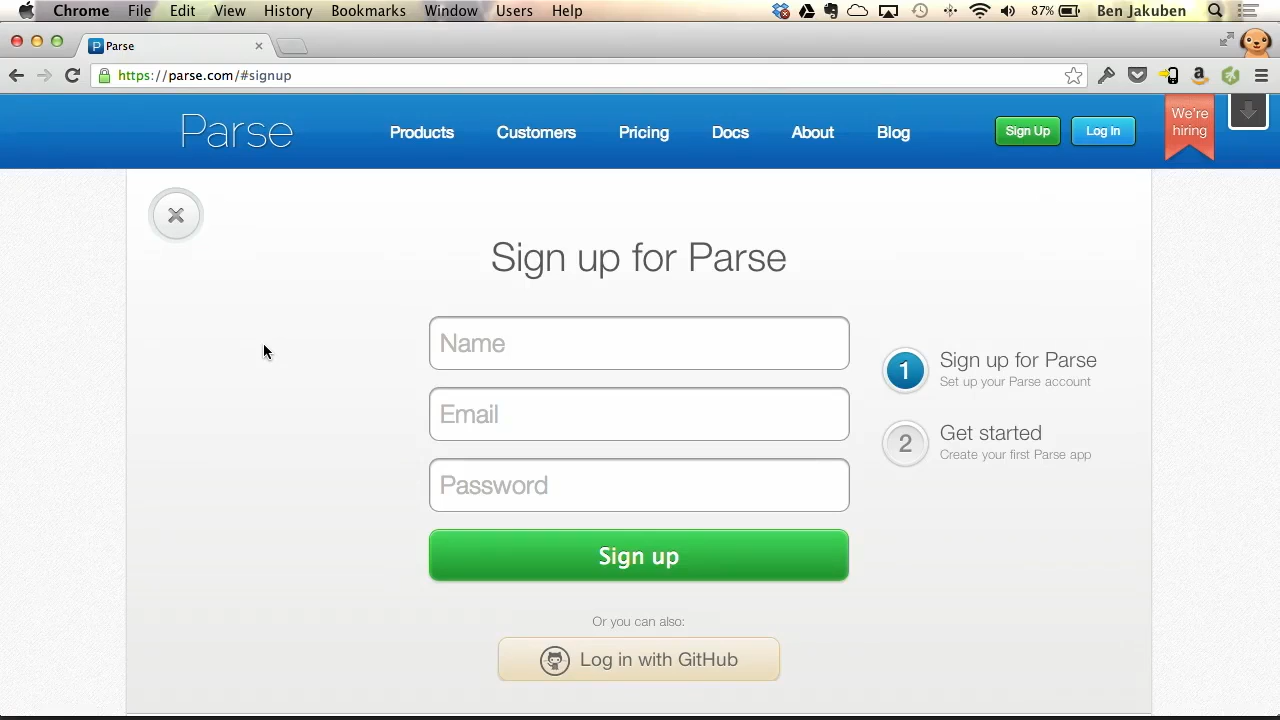 Chrome File Edit View History Bookmarks Window Users Help 87% Ben Jakuben
P Parse
https://parse.com/#signup
Parse Products Customers Pricing Docs About Blog Sign Up Log In We're hiring
Sign up for Parse
Name
Email
Password
Sign up
1 Sign up for Parse
Set up your Parse account
2 Get started
Create your first Parse app
Or you can also:
Log in with GitHub